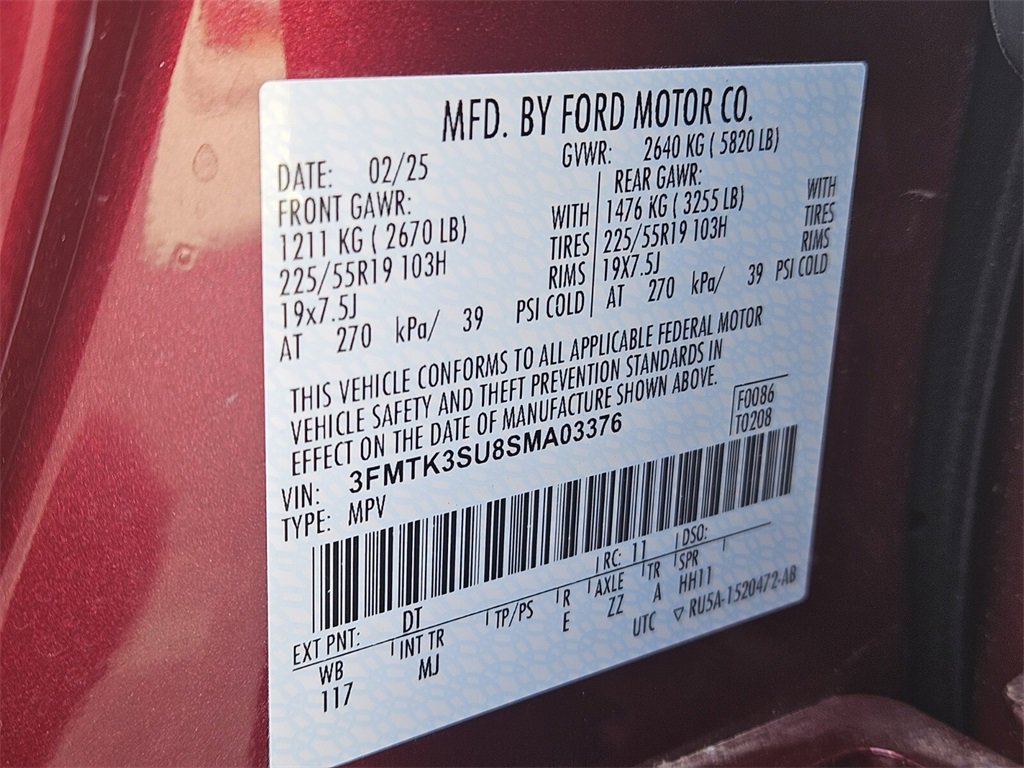 MFD. BY FORD MOTOR CO.
DATE: 02/25 GVWR: 2640 KG ( 5820 LB)
FRONT GAWR: REAR GAWR:
1211 KG ( 2670 LB) WITH 1476 KG ( 3255 LB) WITH
225/55R19 103H TIRES 225/55R19 103H TIRES
19x7.5J RIMS 19X7.5J RIMS
AT 270 kPa/ 39 PSI COLD AT 270 kPa/ 39 PSI COLD
THIS VEHICLE CONFORMS TO ALL APPLICABLE FEDERAL MOTOR
VEHICLE SAFETY AND THEFT PREVENTION STANDARDS IN
EFFECT ON THE DATE OF MANUFACTURE SHOWN ABOVE.
F0086
T0208
VIN: 3FMTK3SU8SMA03376
TYPE: MPV
EXT PNT: DT RC: 11 DSO:
WB INT TR TP/PS R AXLE TR SPR
117 MJ E ZZ A HH11
UTC ▽ RU5A-1520472-AB